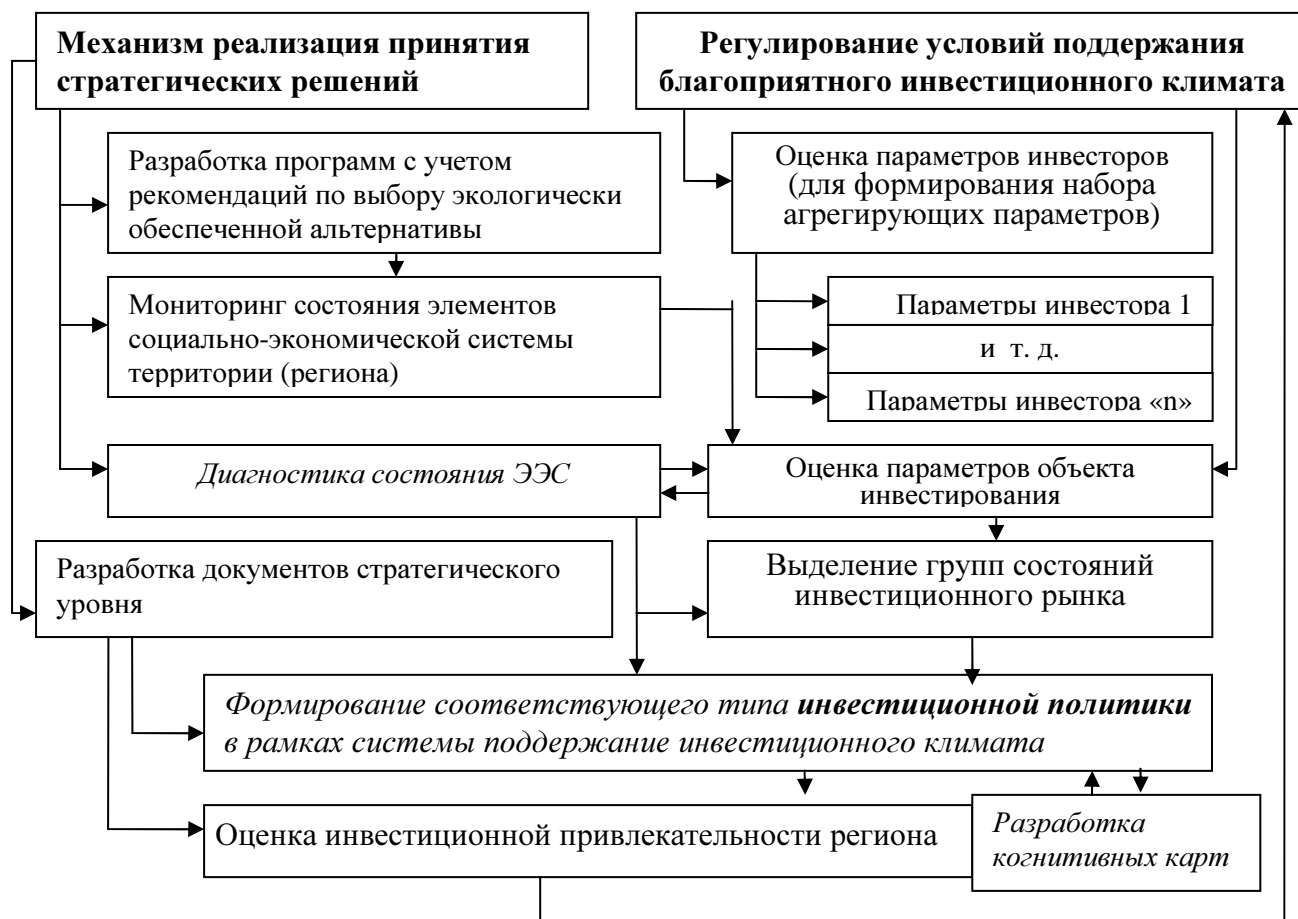 Механизм реализация принятия
стратегических решений
Регулирование условий поддержания
благоприятного инвестиционного климата
Разработка программ с учетом
рекомендаций по выбору экологически
обеспеченной альтернативы
Оценка параметров инвесторов
(для формирования набора
агрегирующих параметров)
Мониторинг состояния элементов
социально-экономической системы
территории (региона)
Параметры инвестора 1
и т. д.
Параметры инвестора «n»
Диагностика состояния ЭЭС
Оценка параметров объекта
инвестирования
Разработка документов стратегического
уровня
Выделение групп состояний
инвестиционного рынка
Формирование соответствующего типа инвестиционной политики
в рамках системы поддержание инвестиционного климата
Оценка инвестиционной привлекательности региона
Разработка
когнитивных карт